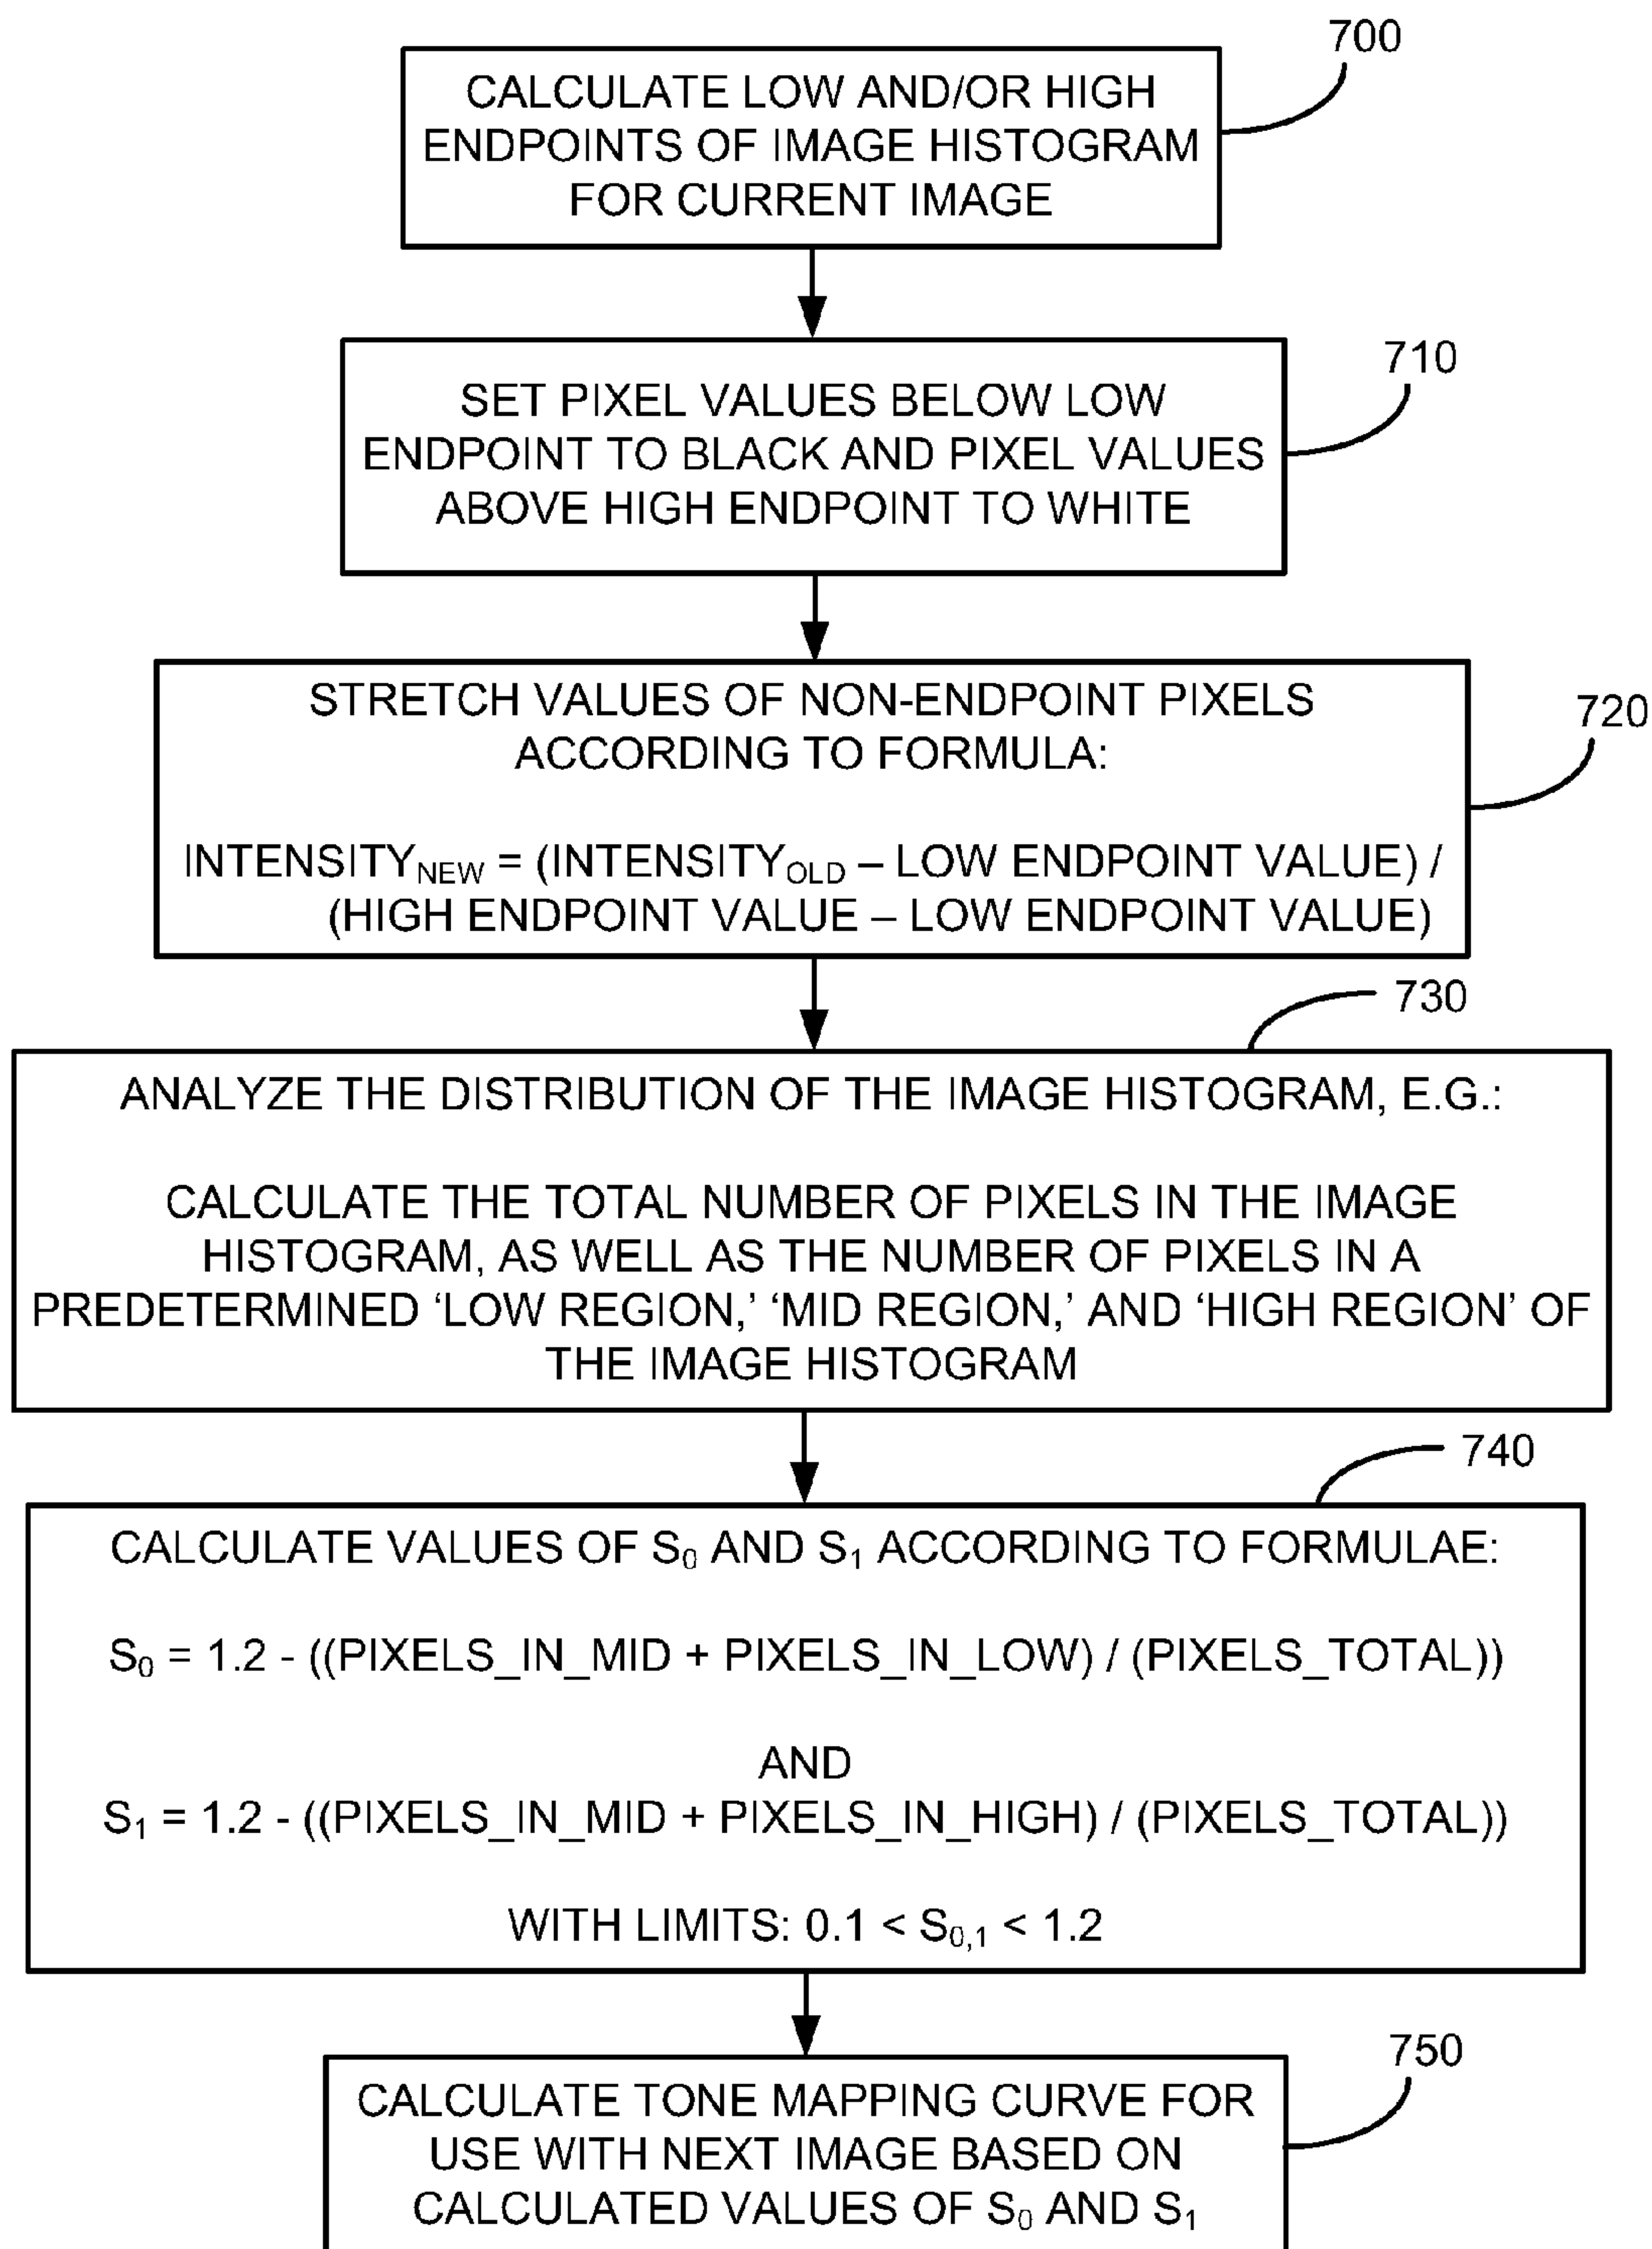 700
CALCULATE LOW AND/OR HIGH
ENDPOINTS OF IMAGE HISTOGRAM
FOR CURRENT IMAGE
710
SET PIXEL VALUES BELOW LOW
ENDPOINT TO BLACK AND PIXEL VALUES
ABOVE HIGH ENDPOINT TO WHITE
720
STRETCH VALUES OF NON-ENDPOINT PIXELS
ACCORDING TO FORMULA:
INTENSITY_NEW = (INTENSITY_OLD – LOW ENDPOINT VALUE) /
(HIGH ENDPOINT VALUE – LOW ENDPOINT VALUE)
730
ANALYZE THE DISTRIBUTION OF THE IMAGE HISTOGRAM, E.G.:
CALCULATE THE TOTAL NUMBER OF PIXELS IN THE IMAGE
HISTOGRAM, AS WELL AS THE NUMBER OF PIXELS IN A
PREDETERMINED ‘LOW REGION,’ ‘MID REGION,’ AND ‘HIGH REGION’ OF
THE IMAGE HISTOGRAM
740
CALCULATE VALUES OF S₀ AND S₁ ACCORDING TO FORMULAE:
S₀ = 1.2 - ((PIXELS_IN_MID + PIXELS_IN_LOW) / (PIXELS_TOTAL))
AND
S₁ = 1.2 - ((PIXELS_IN_MID + PIXELS_IN_HIGH) / (PIXELS_TOTAL))
WITH LIMITS: 0.1 < S₀,₁ < 1.2
750
CALCULATE TONE MAPPING CURVE FOR
USE WITH NEXT IMAGE BASED ON
CALCULATED VALUES OF S₀ AND S₁